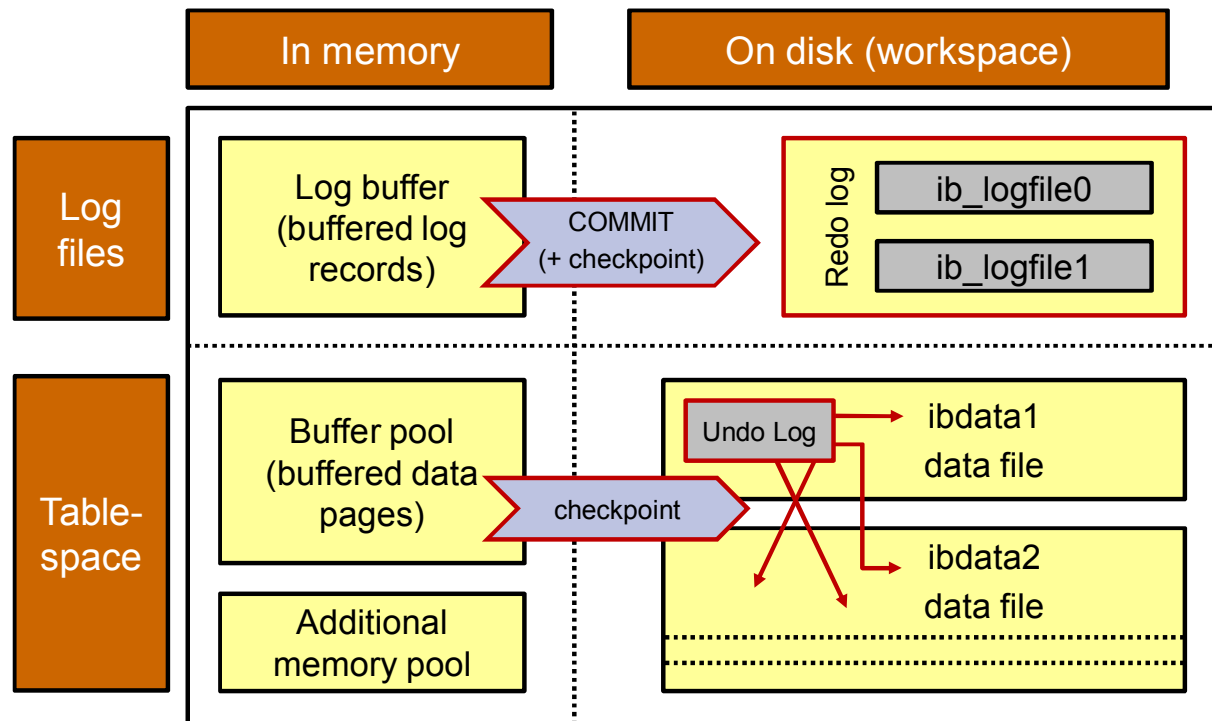 In memory
On disk (workspace)
Log
files
Log buffer
(buffered log
records)
COMMIT
(+ checkpoint)
Redo log
ib_logfile0
ib_logfile1
Table-
space
Buffer pool
(buffered data
pages)
checkpoint
Undo Log
ibdata1
data file
ibdata2
data file
Additional
memory pool